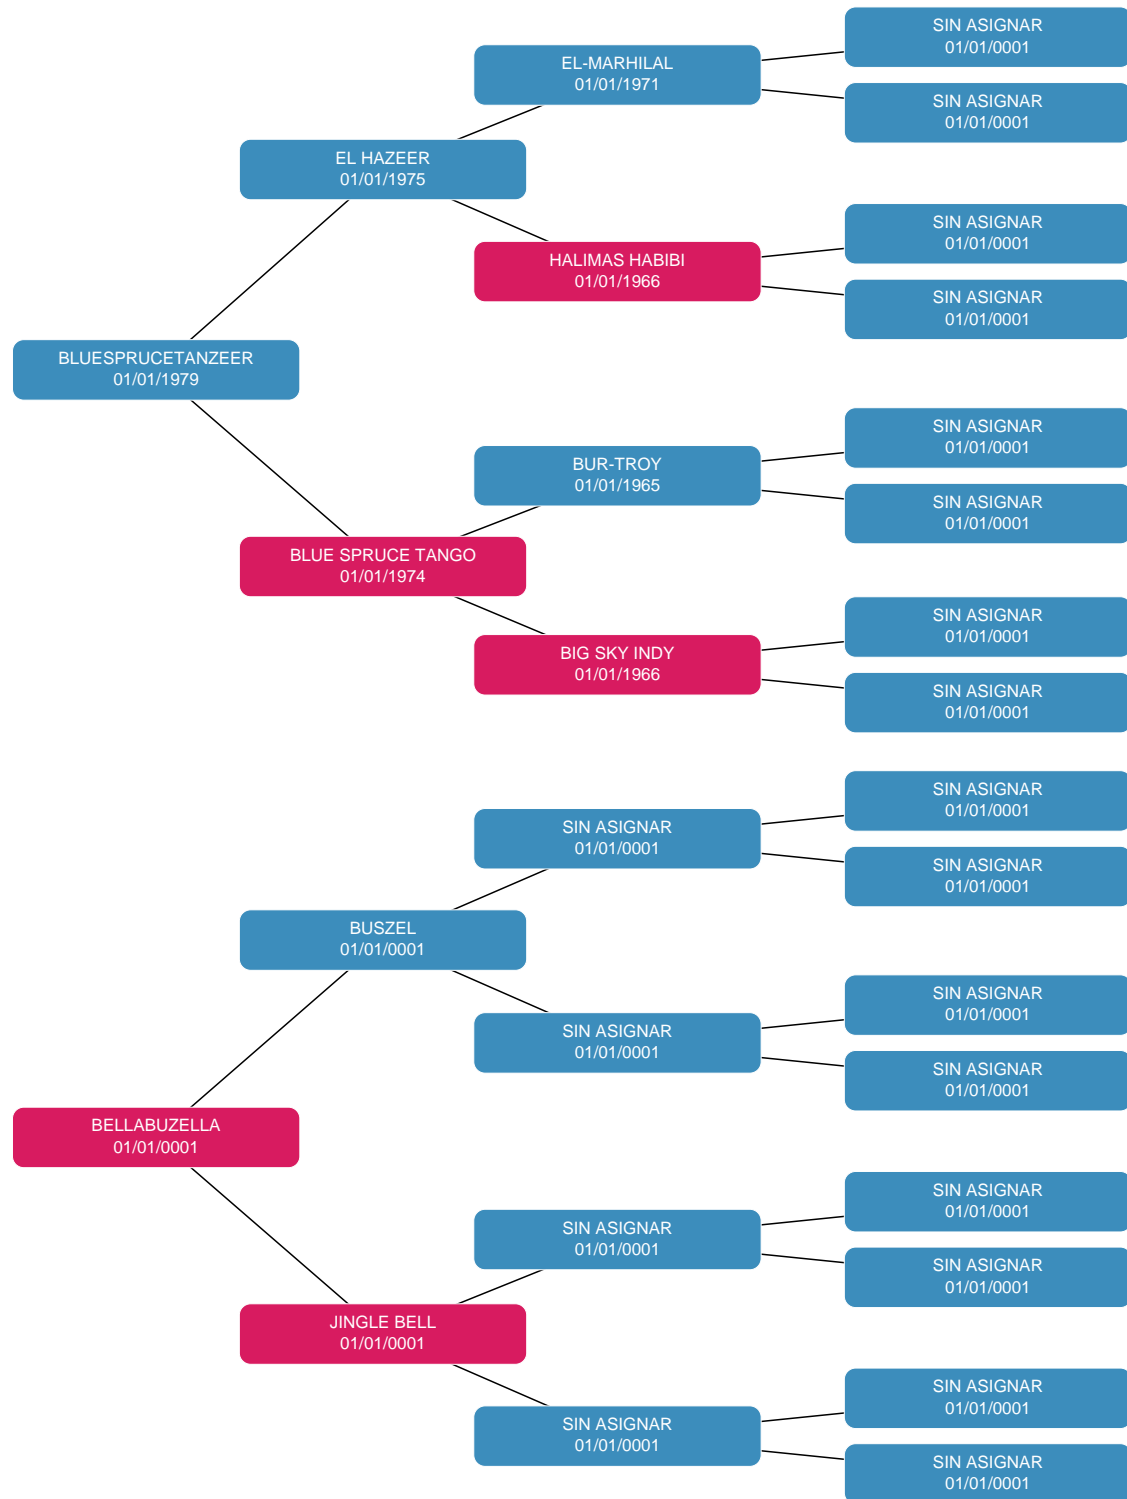 SIN ASIGNAR
01/01/0001
EL-MARHILAL
01/01/1971
SIN ASIGNAR
01/01/0001
EL HAZEER
01/01/1975
SIN ASIGNAR
01/01/0001
HALIMAS HABIBI
01/01/1966
SIN ASIGNAR
01/01/0001
BLUESPRUCETANZEER
01/01/1979
SIN ASIGNAR
01/01/0001
BUR-TROY
01/01/1965
SIN ASIGNAR
01/01/0001
BLUE SPRUCE TANGO
01/01/1974
SIN ASIGNAR
01/01/0001
BIG SKY INDY
01/01/1966
SIN ASIGNAR
01/01/0001
SIN ASIGNAR
01/01/0001
SIN ASIGNAR
01/01/0001
SIN ASIGNAR
01/01/0001
BUSZEL
01/01/0001
SIN ASIGNAR
01/01/0001
SIN ASIGNAR
01/01/0001
SIN ASIGNAR
01/01/0001
BELLABUZELLA
01/01/0001
SIN ASIGNAR
01/01/0001
SIN ASIGNAR
01/01/0001
SIN ASIGNAR
01/01/0001
JINGLE BELL
01/01/0001
SIN ASIGNAR
01/01/0001
SIN ASIGNAR
01/01/0001
SIN ASIGNAR
01/01/0001